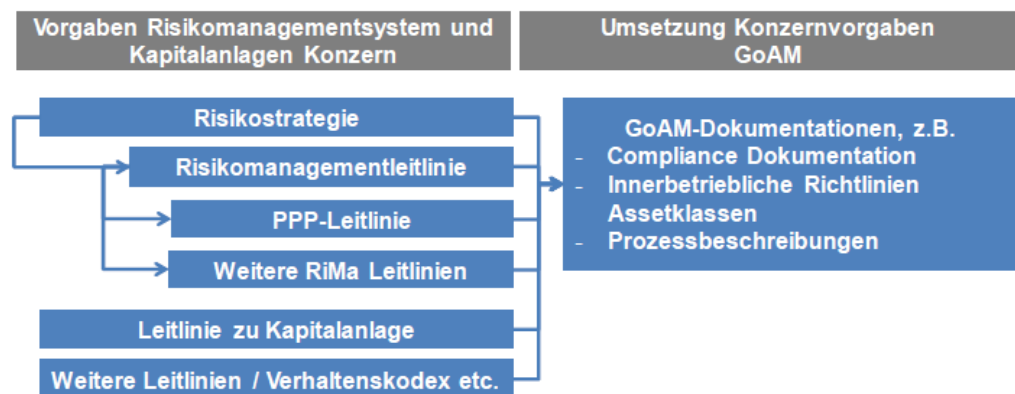 Vorgaben Risikomanagementsystem und
Kapitalanlagen Konzern
Umsetzung Konzernvorgaben
GoAM
Risikostrategie
Risikomanagementleitlinie
PPP-Leitlinie
Weitere RiMa Leitlinien
Leitlinie zu Kapitalanlage
Weitere Leitlinien / Verhaltenskodex etc.
GoAM-Dokumentationen, z.B.
- Compliance Dokumentation
- Innerbetriebliche Richtlinien
Assetklassen
- Prozessbeschreibungen